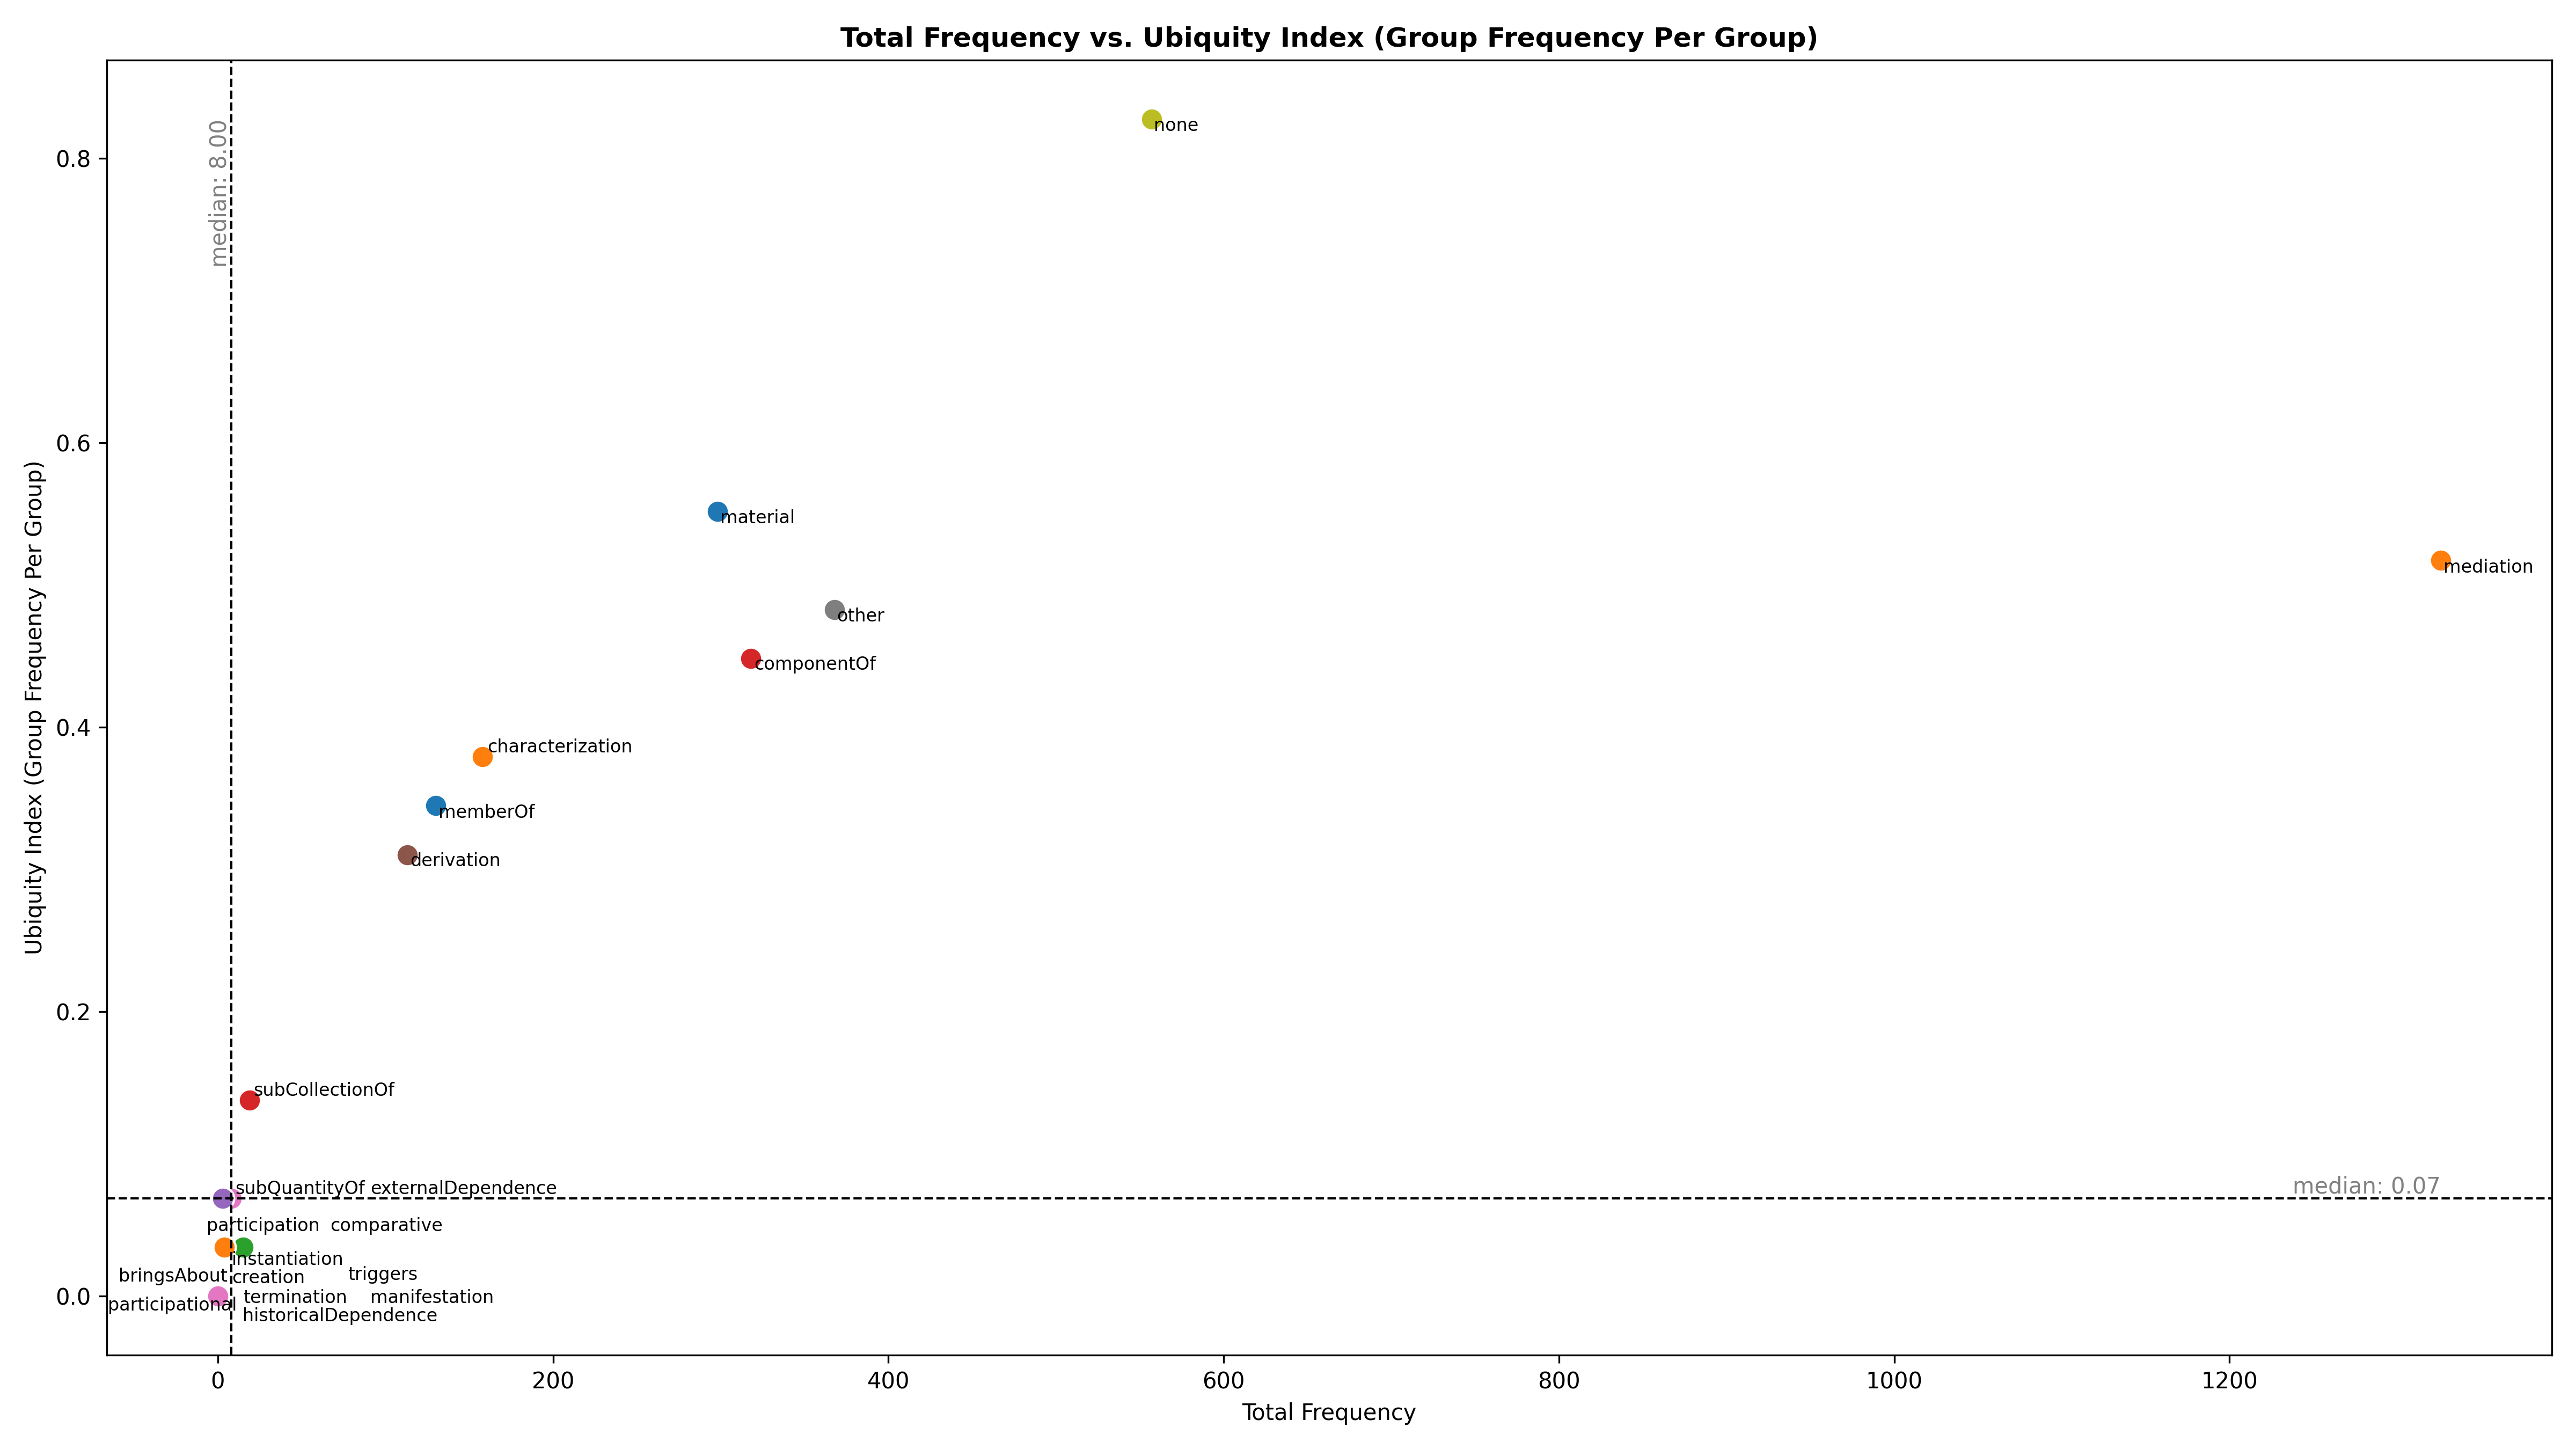 Total Frequency vs. Ubiquity Index (Group Frequency Per Group)
Ubiquity Index (Group Frequency Per Group)
0.8
0.6
0.4
0.2
0.0
median: 8.00
none
material
mediation
other
componentOf
characterization
memberOf
derivation
subCollectionOf
subQuantityOf externalDependence
median: 0.07
participation comparative
instantiation
bringsAbout creation triggers
participational termination manifestation
historicalDependence
0 200 400 600 800 1000 1200
Total Frequency